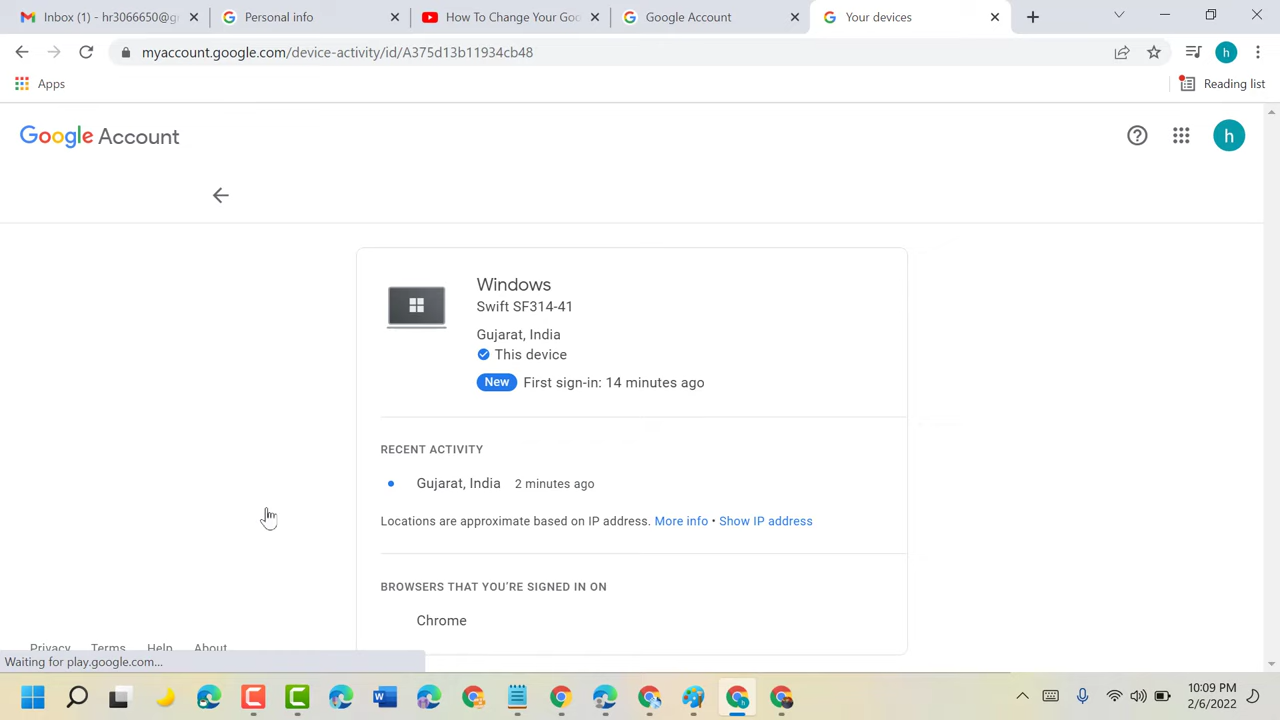 Inbox (1) - hr3066650@g
Personal info
How To Change Your Goo
Google Account
Your devices
myaccount.google.com/device-activity/id/A375d13b11934cb48
h
Apps
Reading list
Google Account
h
Windows
Swift SF314-41
Gujarat, India
This device
New First sign-in: 14 minutes ago
RECENT ACTIVITY
Gujarat, India 2 minutes ago
Locations are approximate based on IP address. More info • Show IP address
BROWSERS THAT YOU'RE SIGNED IN ON
Chrome
Privacy Terms Help About
Waiting for play.google.com...
10:09 PM
2/6/2022